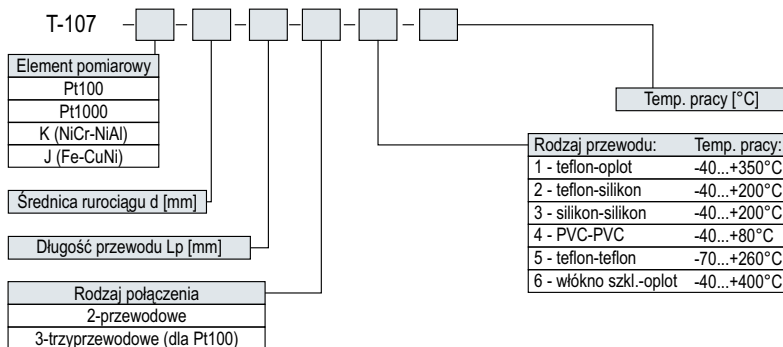 T-107
Element pomiarowy
Pt100
Pt1000
K (NiCr-NiAl)
J (Fe-CuNi)
Średnica rurociągu d [mm]
Długość przewodu Lp [mm]
Rodzaj połączenia
2-przewodowe
3-trzyprzewodowe (dla Pt100)
Temp. pracy [°C]
Rodzaj przewodu: Temp. pracy:
1 - teflon-oplot -40...+350°C
2 - teflon-silikon -40...+200°C
3 - silikon-silikon -40...+200°C
4 - PVC-PVC -40...+80°C
5 - teflon-teflon -70...+260°C
6 - włókno szkl.-oplot -40...+400°C